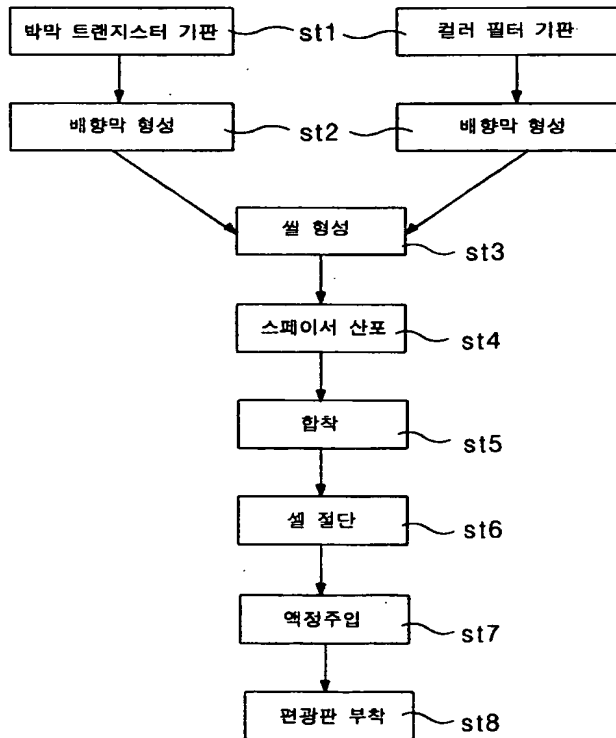 박막 트랜지스터 기판
st1
컬러 필터 기판
배향막 형성
st2
배향막 형성
씰 형성
st3
스페이서 산포
st4
합착
st5
셀 절단
st6
액정주입
st7
편광판 부착
st8